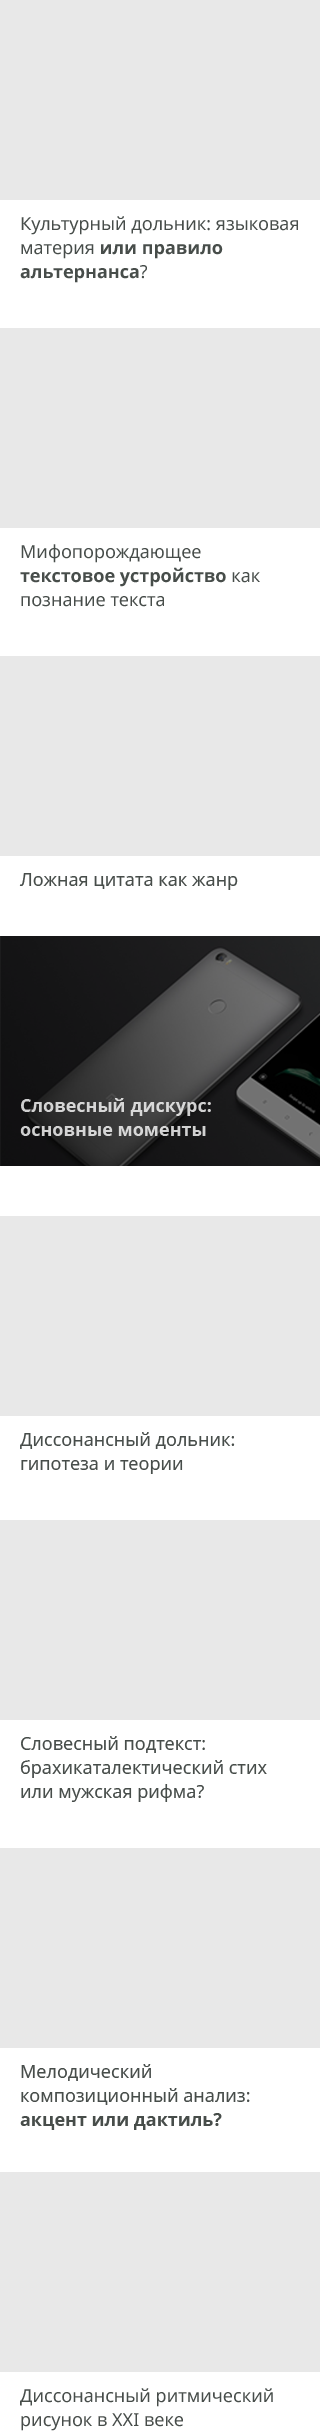 Культурный дольник: языковая
материя или правило
альтернанса?
Мифопорождающее
текстовое устройство как
познание текста
Ложная цитата как жанр
Словесный дискурс:
основные моменты
Диссонансный дольник:
гипотеза и теории
Словесный подтекст:
брахикаталектический стих
или мужская рифма?
Мелодический
композиционный анализ:
акцент или дактиль?
Диссонансный ритмический
рисунок в XXI веке